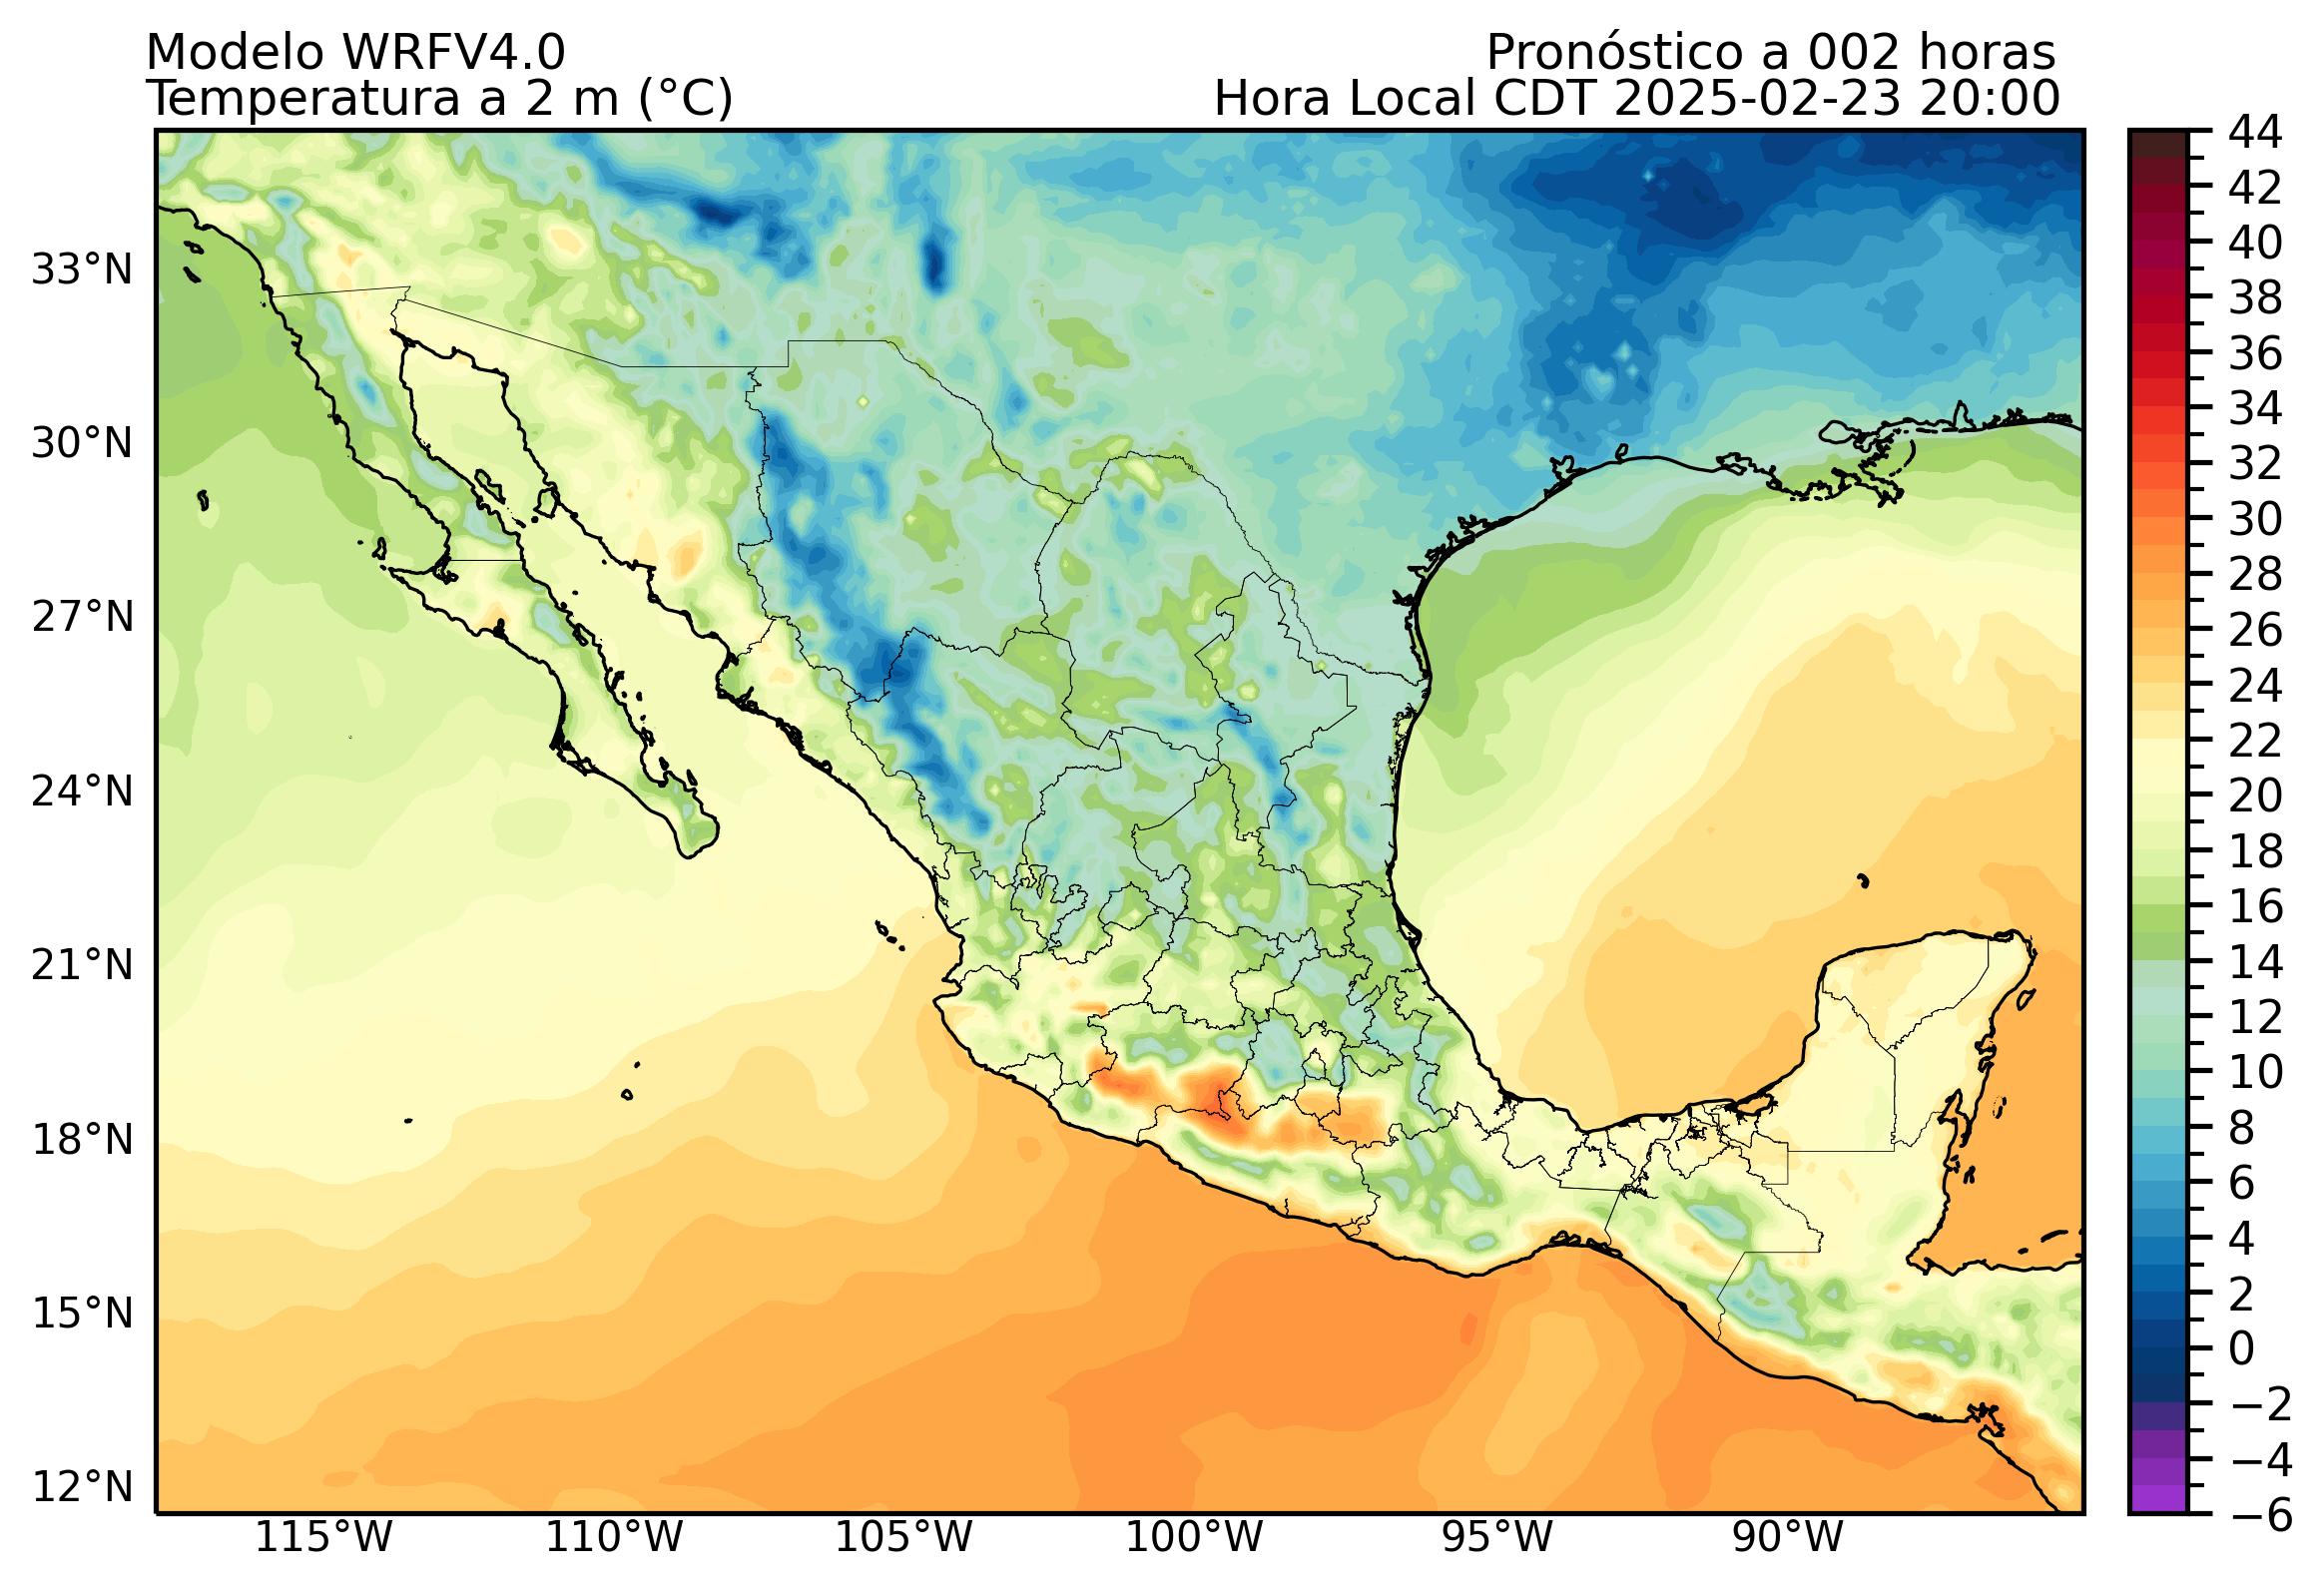 Modelo WRFV4.0
Pronóstico a 002 horas
Temperatura a 2 m (°C)
Hora Local CDT 2025-02-23 20:00
33°N
30°N
27°N
24°N
21°N
18°N
15°N
12°N
115°W
110°W
105°W
100°W
95°W
90°W
44
42
40
38
36
34
32
30
28
26
24
22
20
18
16
14
12
10
8
6
4
2
0
−2
−4
−6